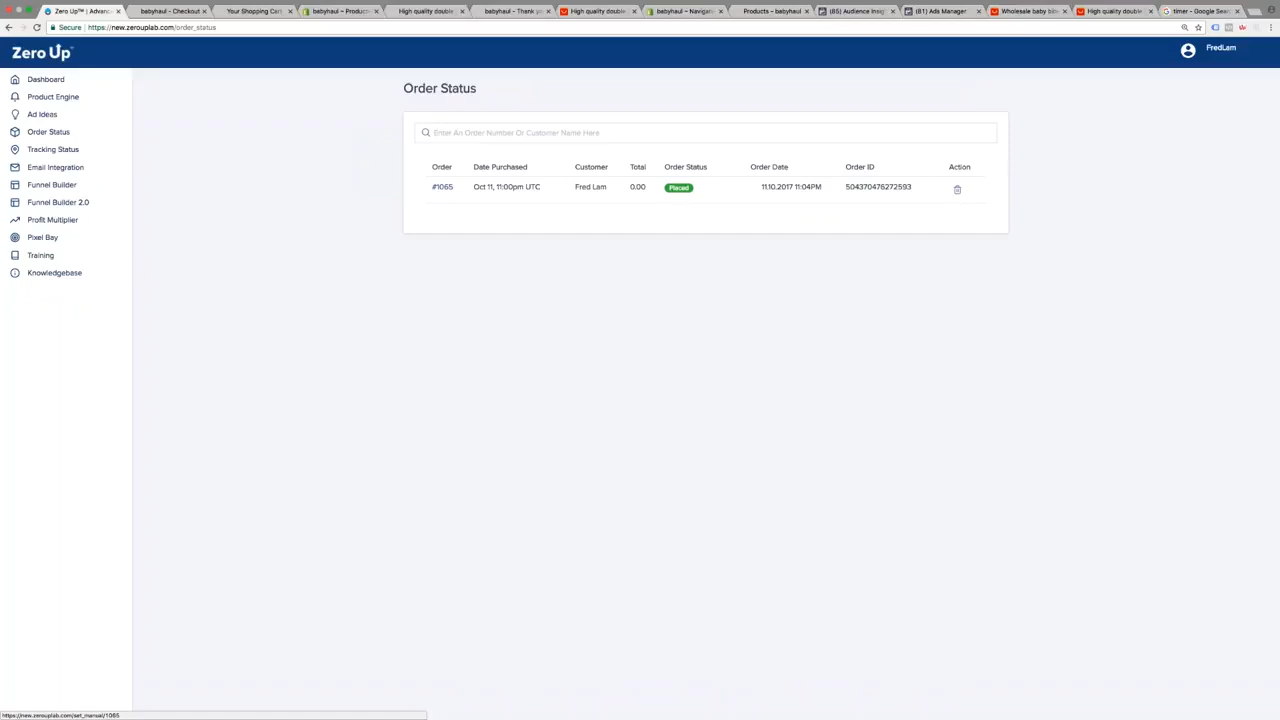 Zero Up™ | Advanc
babyhaul - Checkout
Your Shopping Cart
babyhaul ~ Product
High quality double
babyhaul ~ Thank yo
High quality double
babyhaul ~ Navigat
Products – babyhaul
(85) Audience Insig
(81) Ads Manager
Wholesale baby bibs
High quality double
timer - Google Sear
Secure https://new.zerouplab.com/order_status
Zero Up™
FredLam
Dashboard
Product Engine
Ad Ideas
Order Status
Tracking Status
Email Integration
Funnel Builder
Funnel Builder 2.0
Profit Multiplier
Pixel Bay
Training
Knowledgebase
Order Status
Enter An Order Number Or Customer Name Here
Order Date Purchased Customer Total Order Status Order Date Order ID Action
#1065 Oct 11, 11:00pm UTC Fred Lam 0.00 Placed 11.10.2017 11:04PM 504370476272593
https://new.zerouplab.com/set_manual/1065